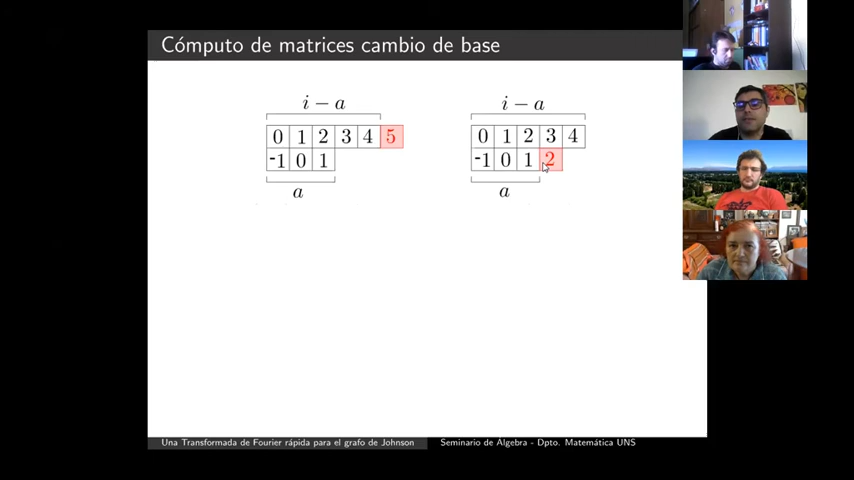 Cómputo de matrices cambio de base
i − a
0 1 2 3 4 5
-1 0 1
a
i − a
0 1 2 3 4
-1 0 1 2
a
Una Transformada de Fourier rápida para el grafo de Johnson
Seminario de Álgebra - Dpto. Matemática UNS